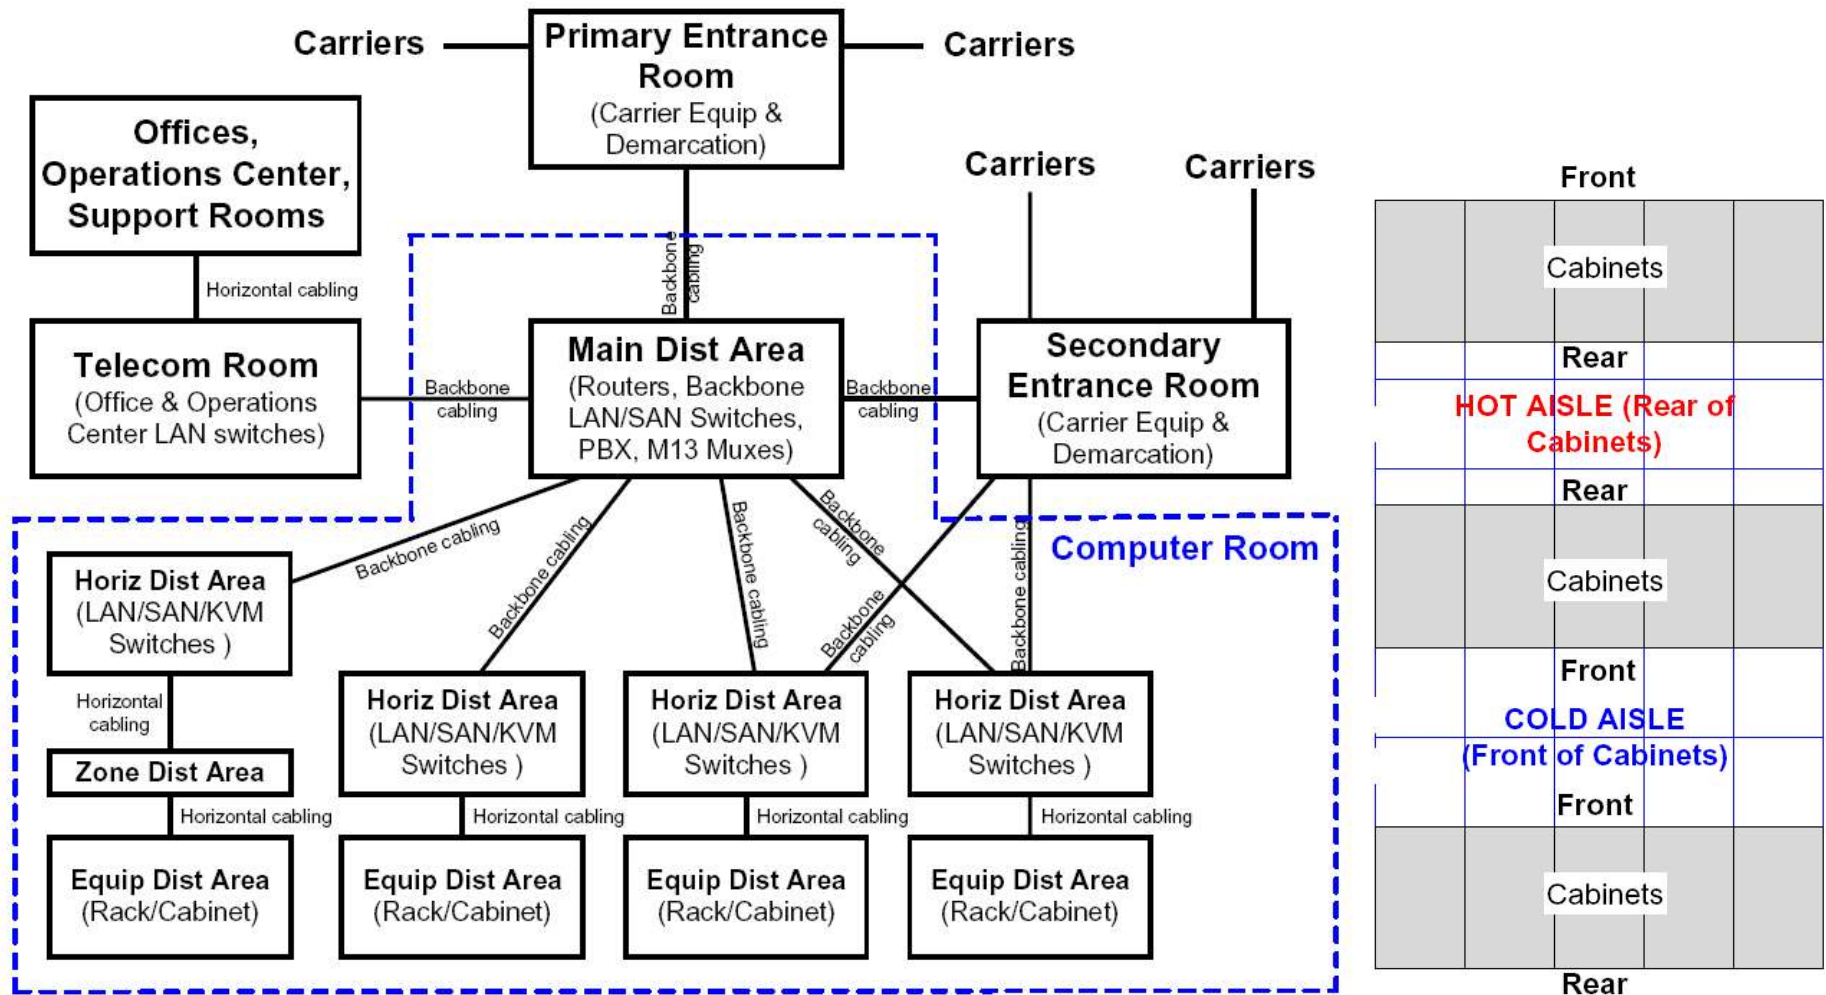 Carriers
Primary Entrance
Room
(Carrier Equip &
Demarcation)
Carriers
Offices,
Operations Center,
Support Rooms
Carriers
Carriers
Horizontal cabling
Backbone
cabling
Telecom Room
(Office & Operations
Center LAN switches)
Backbone
cabling
Main Dist Area
(Routers, Backbone
LAN/SAN Switches,
PBX, M13 Muxes)
Backbone
cabling
Secondary
Entrance Room
(Carrier Equip &
Demarcation)
Backbone cabling
Backbone cabling
Backbone cabling
Backbone
cabling
Backbone
cabling
Backbone cabling
Computer Room
Horiz Dist Area
(LAN/SAN/KVM
Switches )
Horizontal
cabling
Zone Dist Area
Horizontal cabling
Equip Dist Area
(Rack/Cabinet)
Horiz Dist Area
(LAN/SAN/KVM
Switches )
Horizontal cabling
Equip Dist Area
(Rack/Cabinet)
Horiz Dist Area
(LAN/SAN/KVM
Switches )
Horizontal cabling
Equip Dist Area
(Rack/Cabinet)
Horiz Dist Area
(LAN/SAN/KVM
Switches )
Horizontal cabling
Equip Dist Area
(Rack/Cabinet)
Front
Cabinets
Rear
HOT AISLE (Rear of
Cabinets)
Rear
Cabinets
Front
COLD AISLE
(Front of Cabinets)
Front
Cabinets
Rear